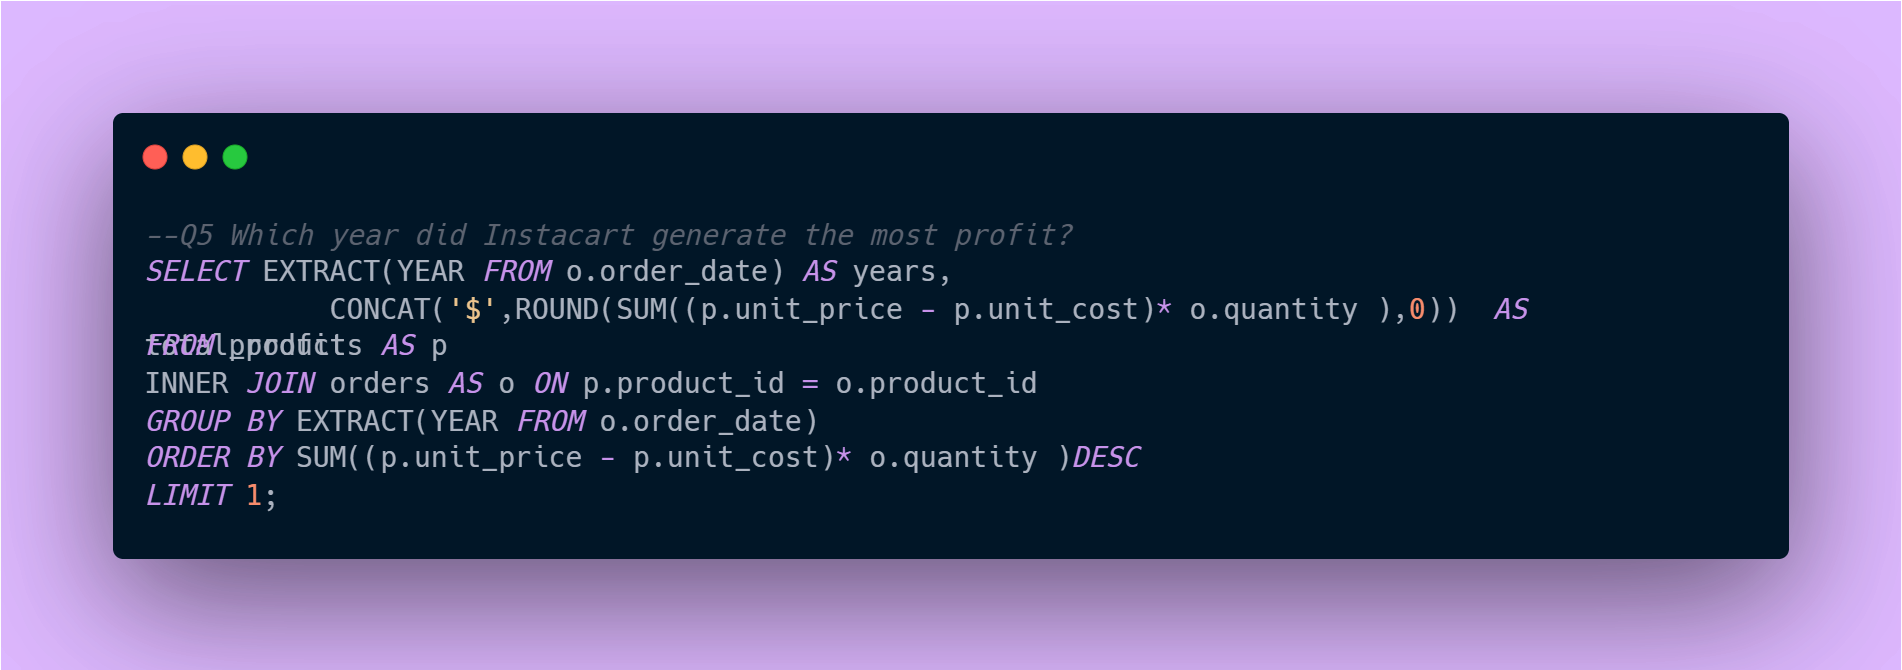 --Q5 Which year did Instacart generate the most profit?
SELECT EXTRACT(YEAR FROM o.order_date) AS years,
CONCAT('$',ROUND(SUM((p.unit_price - p.unit_cost)* o.quantity ),0))  AS
total_profit
FROM products AS p
INNER JOIN orders AS o ON p.product_id = o.product_id
GROUP BY EXTRACT(YEAR FROM o.order_date)
ORDER BY SUM((p.unit_price - p.unit_cost)* o.quantity )DESC
LIMIT 1;